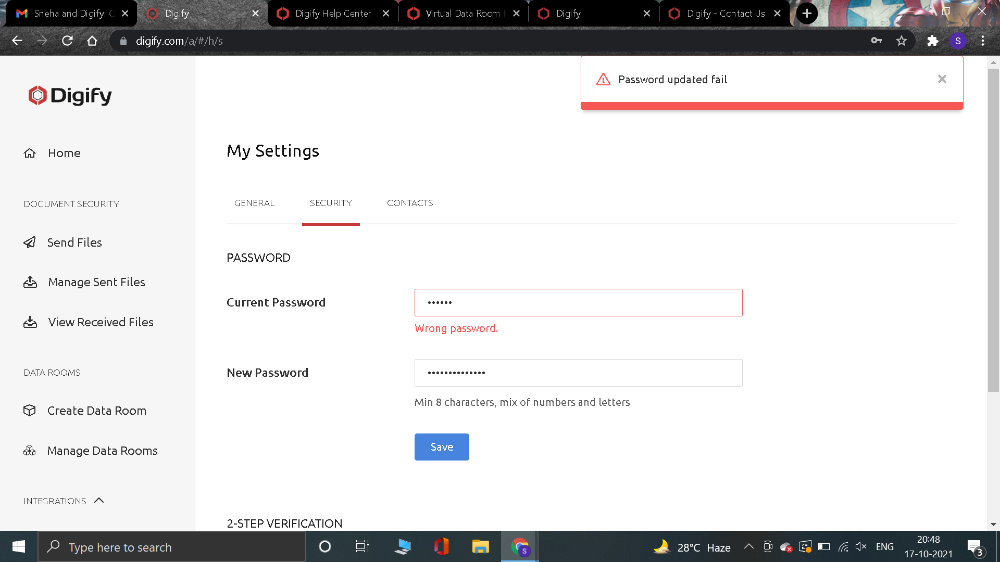 Sneha and Digify:
Digify
Digify Help Center
Virtual Data Room
Digify
Digify - Contact Us
digify.com/a/#/h/s
S
Password updated fail
Digify
Home
DOCUMENT SECURITY
Send Files
Manage Sent Files
View Received Files
DATA ROOMS
Create Data Room
Manage Data Rooms
INTEGRATIONS
My Settings
GENERAL
SECURITY
CONTACTS
PASSWORD
Current Password
••••••
Wrong password.
New Password
••••••••••••••
Min 8 characters, mix of numbers and letters
Save
2-STEP VERIFICATION
Type here to search
S
28°C Haze
ENG
20:48
17-10-2021
3